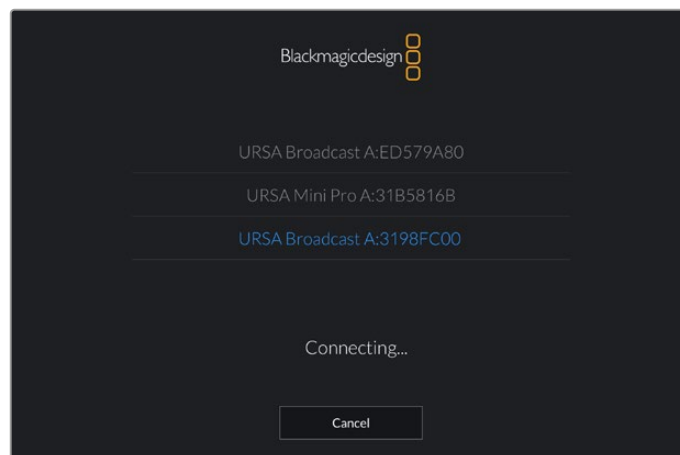 Blackmagicdesign
URSA Broadcast A:ED579A80
URSA Mini Pro A:31B5816B
URSA Broadcast A:3198FC00
Connecting...
Cancel